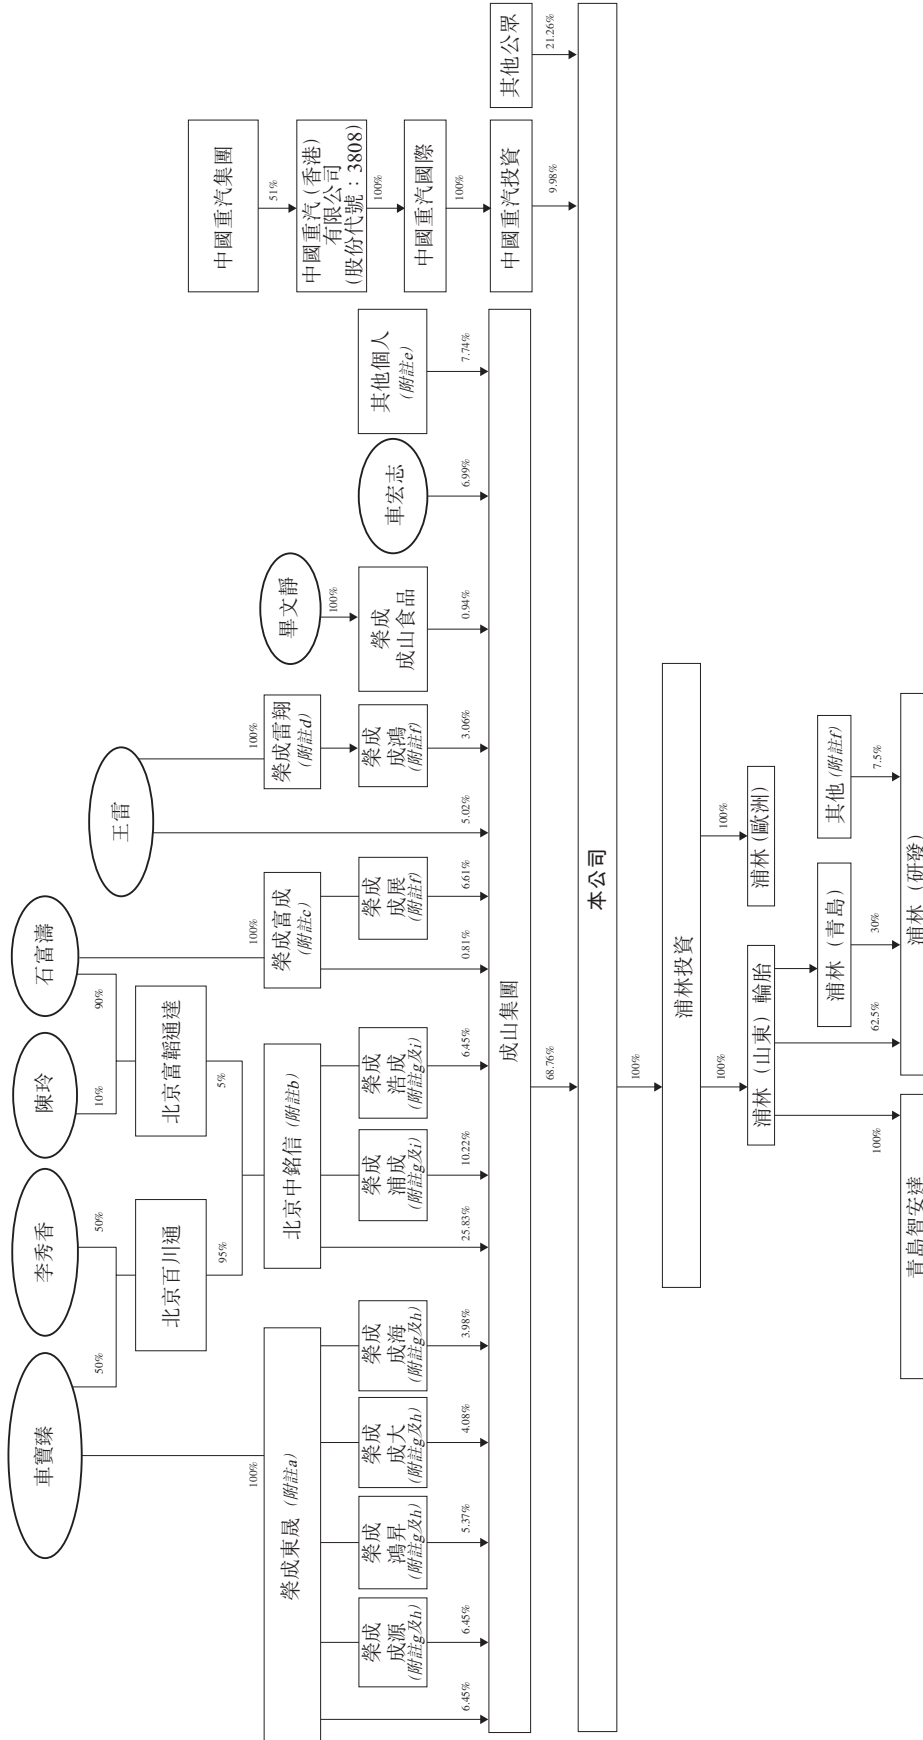 車寶臻
李秀香
陳玲
石富濤
50%
50%
10%
90%
王雷
北京百川通
北京富韜通達
95%
5%
100%
100%
100%
畢文靜
100%
中國重汽集團
51%
中國重汽（香港）
有限公司
（股份代號：3808）
100%
中國重汽國際
100%
榮成東晟（附註a）
北京中銘信（附註b）
榮成富成
（附註c）
榮成雷翔
（附註d）
榮成
成源
（附註g及h）
榮成
鴻昇
（附註g及h）
榮成
成大
（附註g及h）
榮成
成海
（附註g及h）
榮成
浦成
（附註g及i）
榮成
浩成
（附註g及i）
榮成
成展
（附註f）
榮成
成鴻
（附註f）
榮成
成山食品
車宏志
其他個人
（附註e）
6.45%
6.45%
5.37%
4.08%
3.98%
25.83%
10.22%
6.45%
0.81%
6.61%
5.02%
3.06%
0.94%
6.99%
7.74%
成山集團
中國重汽投資
其他公眾
68.76%
9.98%
21.26%
本公司
100%
浦林投資
100%
100%
浦林（山東）輪胎
浦林（歐洲）
浦林（青島）
其他（附註f）
100%
62.5%
30%
7.5%
青島智安達
浦林（研發）